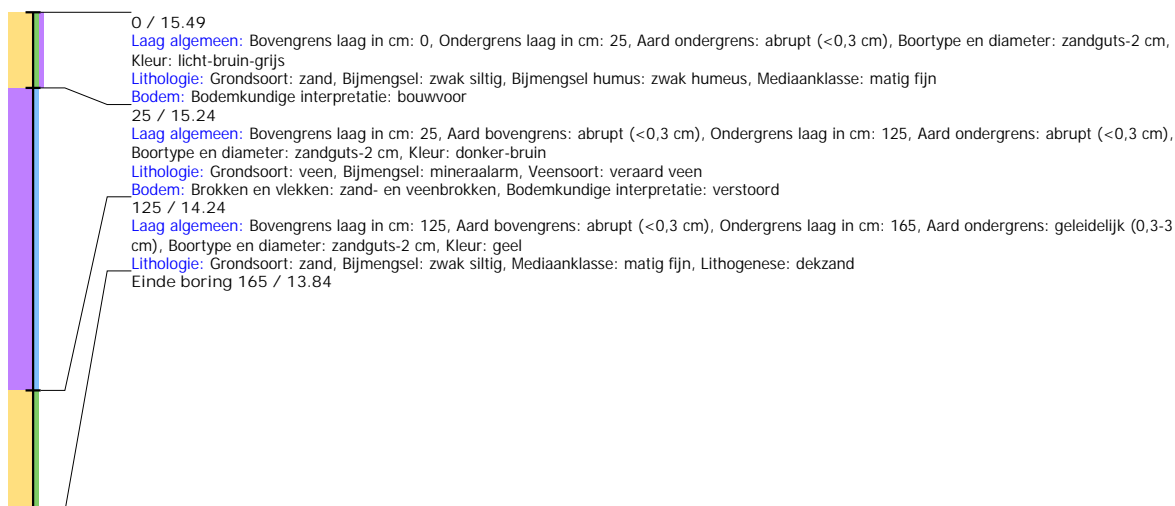 0 / 15.49
Laag algemeen: Bovengrens laag in cm: 0, Ondergrens laag in cm: 25, Aard ondergrens: abrupt (<0,3 cm), Boortype en diameter: zandguts-2 cm,
Kleur: licht-bruin-grijs
Lithologie: Grondsoort: zand, Bijmengsel: zwak siltig, Bijmengsel humus: zwak humeus, Mediaanklasse: matig fijn
Bodem: Bodemkundige interpretatie: bouwvoor
25 / 15.24
Laag algemeen: Bovengrens laag in cm: 25, Aard bovengrens: abrupt (<0,3 cm), Ondergrens laag in cm: 125, Aard ondergrens: abrupt (<0,3 cm),
Boortype en diameter: zandguts-2 cm, Kleur: donker-bruin
Lithologie: Grondsoort: veen, Bijmengsel: mineraalarm, Veensoort: veraard veen
Bodem: Brokken en vlekken: zand- en veenbrokken, Bodemkundige interpretatie: verstoord
125 / 14.24
Laag algemeen: Bovengrens laag in cm: 125, Aard bovengrens: abrupt (<0,3 cm), Ondergrens laag in cm: 165, Aard ondergrens: geleidelijk (0,3-3
cm), Boortype en diameter: zandguts-2 cm, Kleur: geel
Lithologie: Grondsoort: zand, Bijmengsel: zwak siltig, Mediaanklasse: matig fijn, Lithogenese: dekzand
Einde boring 165 / 13.84